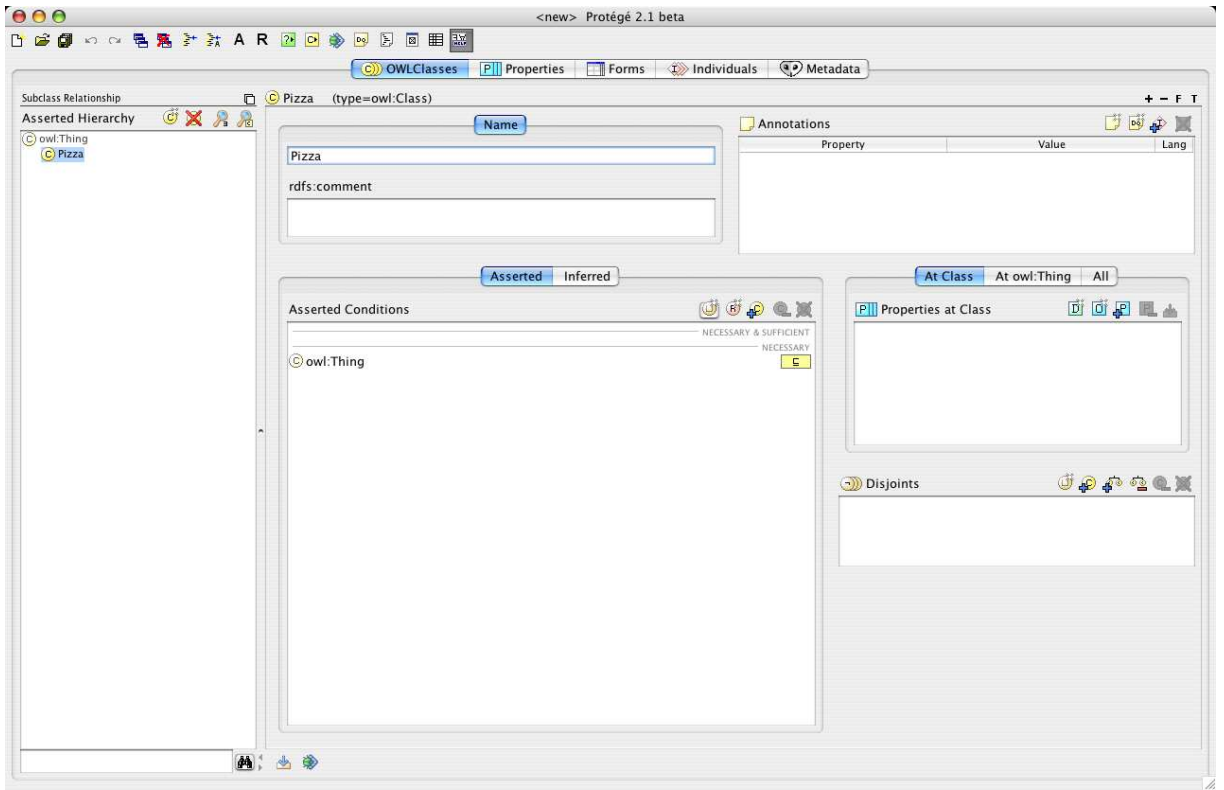 <new> Protégé 2.1 beta
A R
OWLClasses Properties Forms Individuals Metadata
Subclass Relationship
Asserted Hierarchy
owl:Thing
Pizza
Pizza (type=owl:Class)
+ − F T
Name
Pizza
rdfs:comment
Annotations
Property Value Lang
Asserted Inferred
Asserted Conditions
NECESSARY & SUFFICIENT
NECESSARY
owl:Thing
At Class At owl:Thing All
Properties at Class
Disjoints